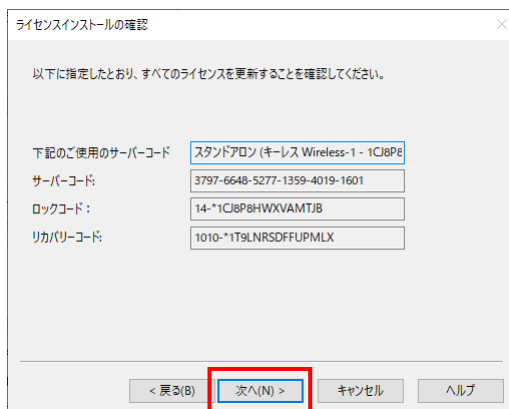 ライセンスインストールの確認
以下に指定したとおり、すべてのライセンスを更新することを確認してください。
下記のご使用のサーバーコード スタンドアロン (キーレス Wireless-1 - 1CJ8P8
サーバーコード: 3797-6648-5277-1359-4019-1601
ロックコード： 14-*1CJ8P8HWXVAMTJB
リカバリーコード: 1010-*1T9LNRSDFFUPMLX
< 戻る(B) 次へ(N) > キャンセル ヘルプ